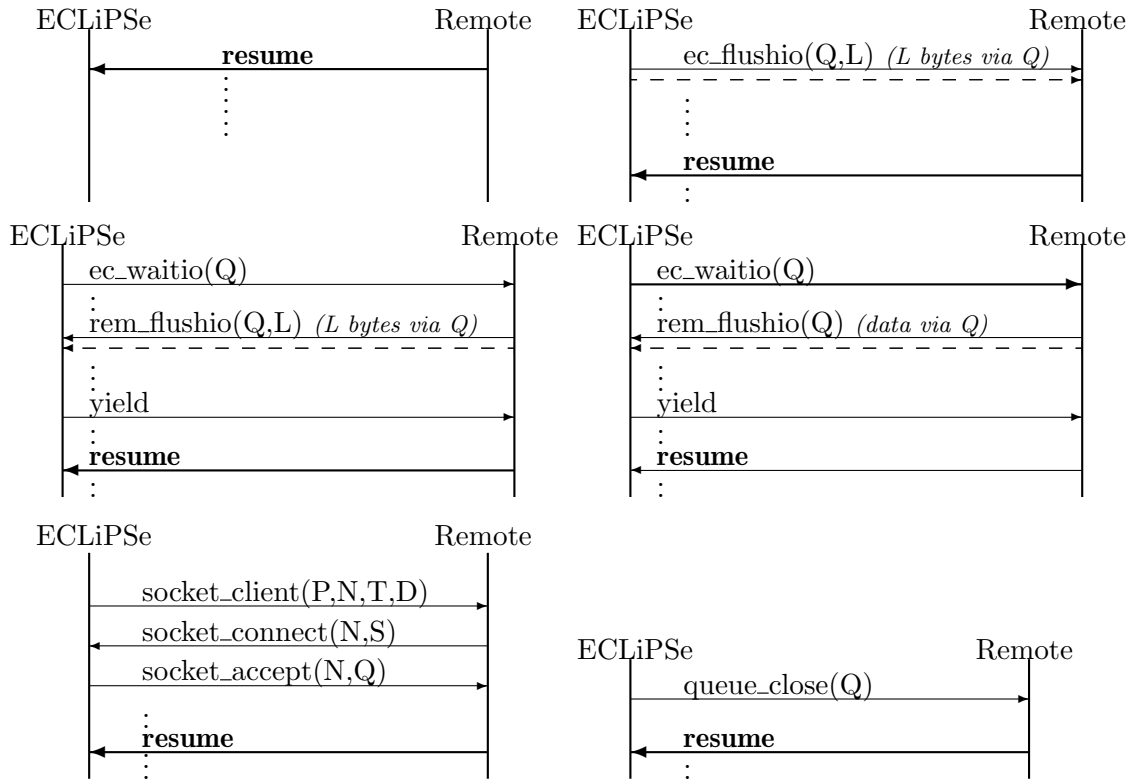 ECLiPSe Remote
resume
ECLiPSe Remote
ec_flushio(Q,L) (L bytes via Q)
resume
ECLiPSe Remote
ec_waitio(Q)
rem_flushio(Q,L) (L bytes via Q)
yield
resume
ECLiPSe Remote
ec_waitio(Q)
rem_flushio(Q) (data via Q)
yield
resume
ECLiPSe Remote
socket_client(P,N,T,D)
socket_connect(N,S)
socket_accept(N,Q)
resume
ECLiPSe Remote
queue_close(Q)
resume